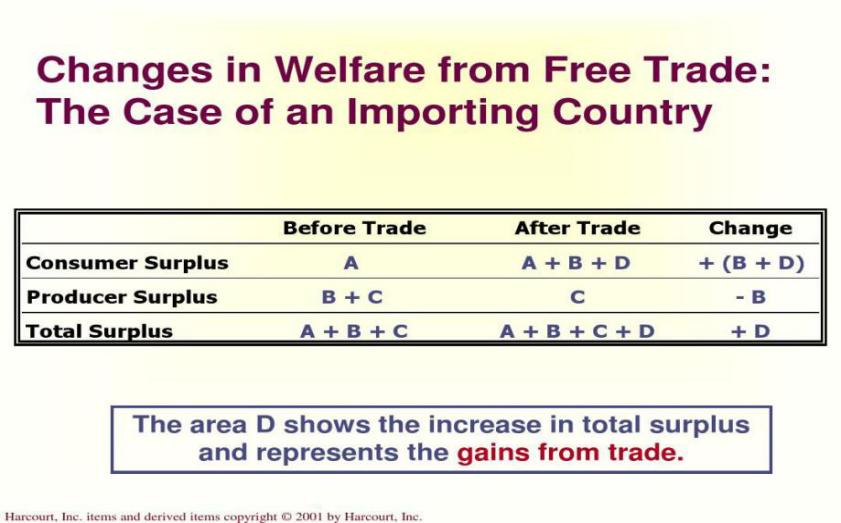 Changes in Welfare from Free Trade:
The Case of an Importing Country
Before Trade After Trade Change
Consumer Surplus A A + B + D + (B + D)
Producer Surplus B + C C - B
Total Surplus A + B + C A + B + C + D + D
The area D shows the increase in total surplus
and represents the gains from trade.
Harcourt, Inc. items and derived items copyright © 2001 by Harcourt, Inc.